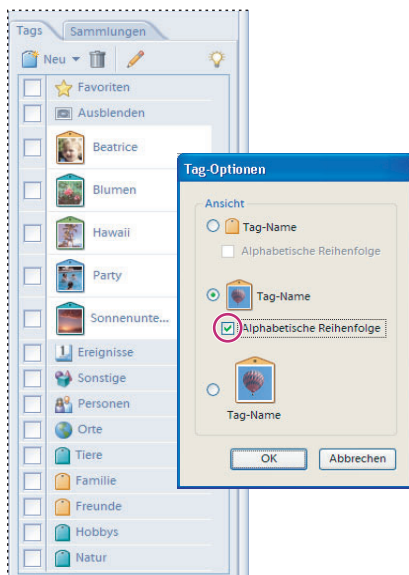 Tags Sammlungen
Neu
Favoriten
Ausblenden
Beatrice
Blumen
Hawaii
Party
Sonnenunte...
Ereignisse
Sonstige
Personen
Orte
Tiere
Familie
Freunde
Hobbys
Natur
Tag-Optionen
Ansicht
Tag-Name
Alphabetische Reihenfolge
Tag-Name
Alphabetische Reihenfolge
Tag-Name
OK Abbrechen